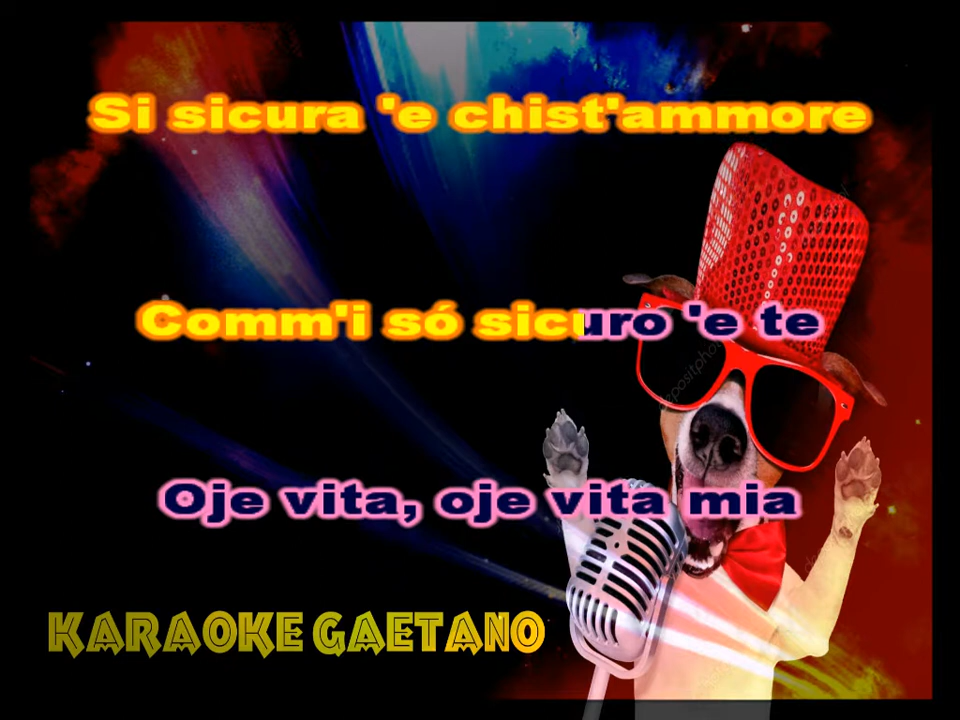 Si sicura 'e chist'ammore
Comm'i só sicuro 'e te
Oje vita, oje vita mia
KARAOKE GAETANO